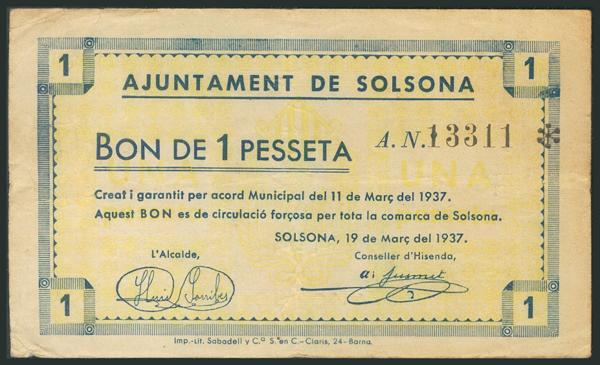 1 1
AJUNTAMENT DE SOLSONA
BON DE 1 PESSETA A.N. 13311
UNA UNA
Creat i garantit per acord Municipal del 11 de Març del 1937.
Aquest BON es de circulació forçosa per tota la comarca de Solsona.
SOLSONA, 19 de Març del 1937.
L'Alcalde, Conseller d'Hisenda,
1 1
Imp.-Lit. Sabadell y C.ª S.en C.-Claris, 24-Barna.